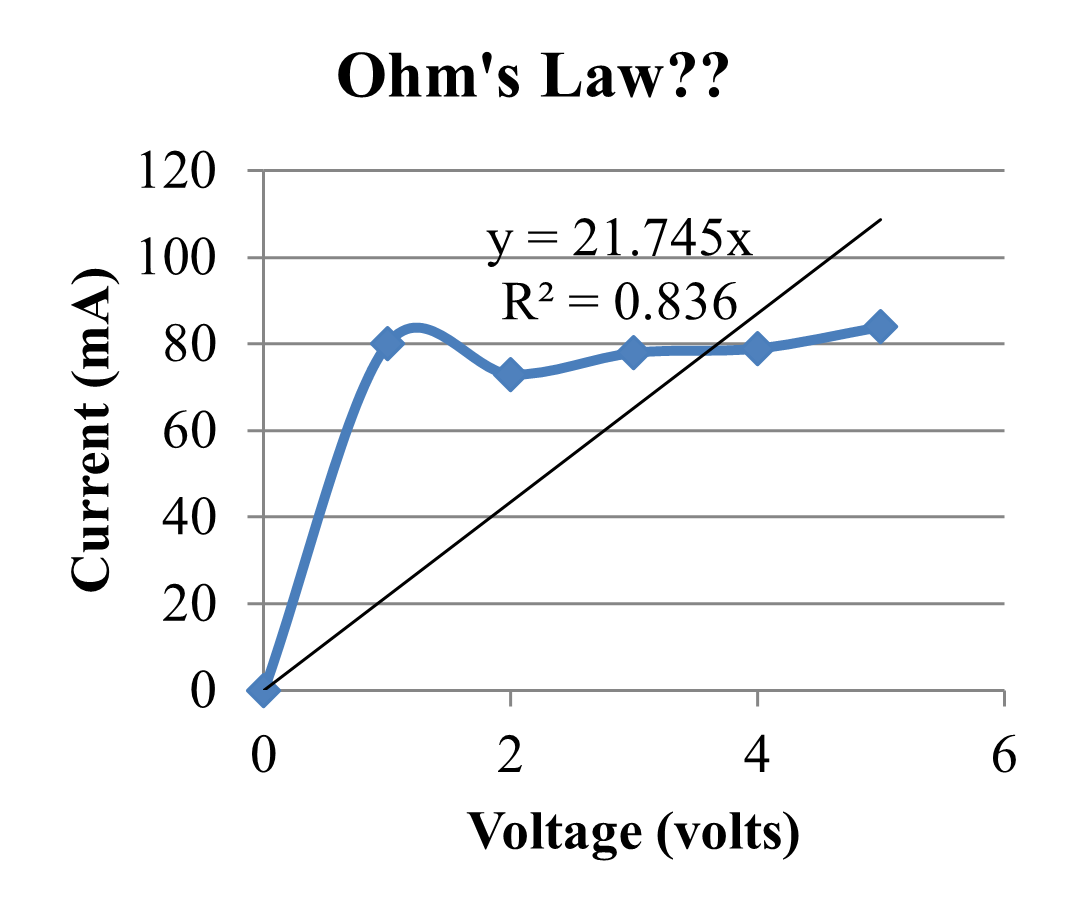 Ohm's Law??
120
100
80
60
40
20
0
y = 21.745x
R² = 0.836
Current (mA)
0 2 4 6
Voltage (volts)